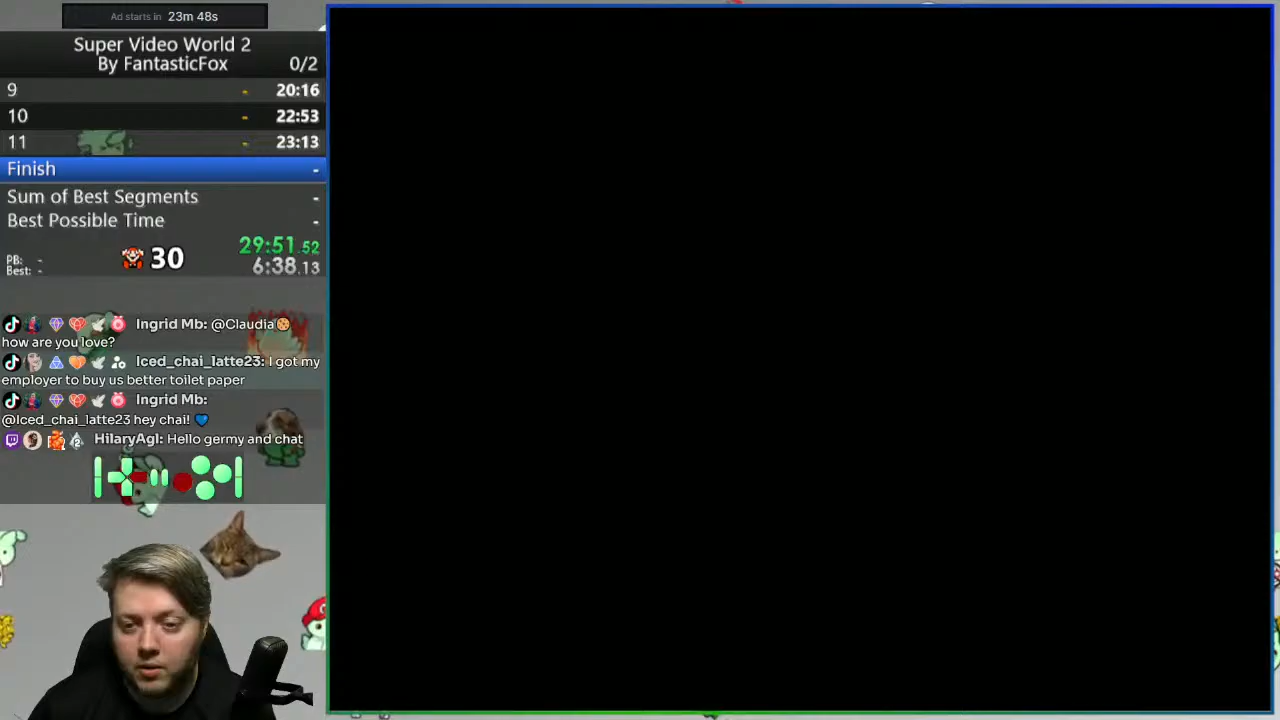 Ad starts in 23m 48s
Super Video World 2
By FantasticFox 0/2
9 - 20:16
10 - 22:53
11 - 23:13
Finish -
Sum of Best Segments -
Best Possible Time -
29:51.52
PB: - 30 6:38.13
Best: -
Ingrid Mb: @Claudia🍪
how are you love?
Iced_chai_latte23: I got my
employer to buy us better toilet paper
Ingrid Mb:
@Iced_chai_latte23 hey chai! 💙
HilaryAgl: Hello germy and chat